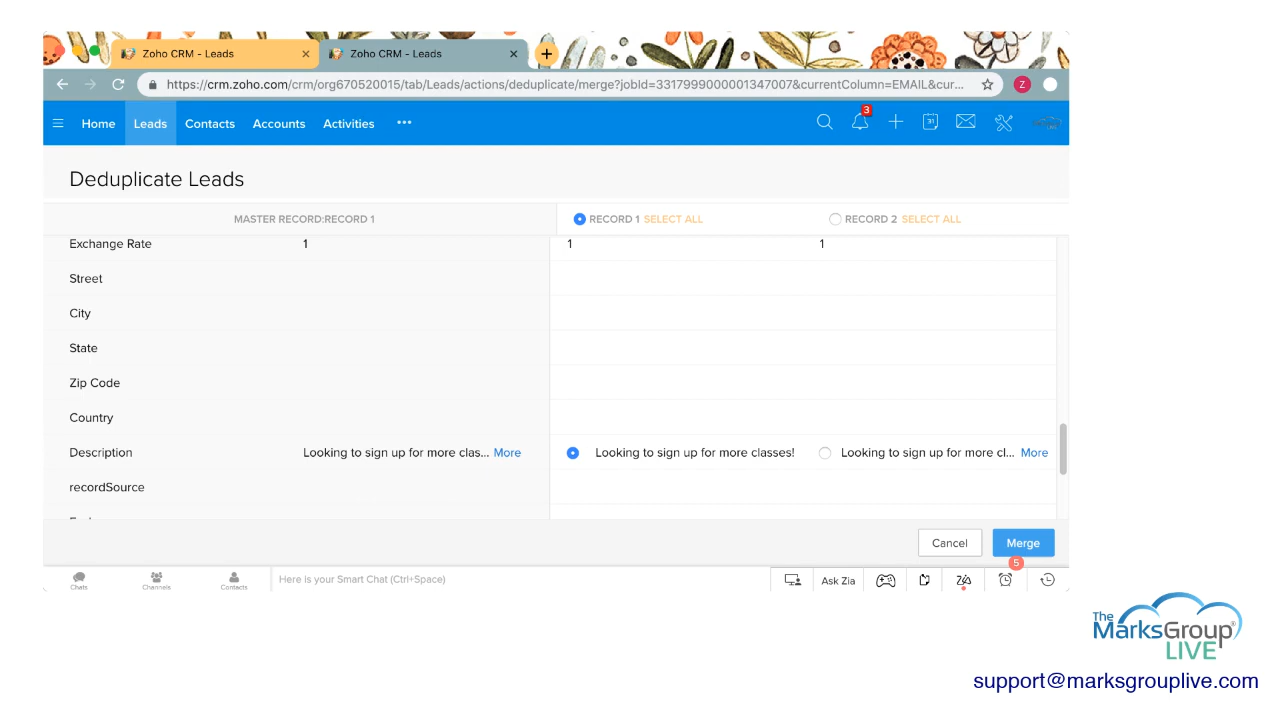 Zoho CRM - Leads
Zoho CRM - Leads
https://crm.zoho.com/crm/org670520015/tab/Leads/actions/deduplicate/merge?jobId=3317999000001347007&currentColumn=EMAIL&cur...
Z
Home Leads Contacts Accounts Activities •••
3
31
Deduplicate Leads
MASTER RECORD:RECORD 1 RECORD 1 SELECT ALL RECORD 2 SELECT ALL
Exchange Rate 1 1 1
Street
City
State
Zip Code
Country
Description Looking to sign up for more clas... More Looking to sign up for more classes! Looking to sign up for more cl... More
recordSource
Cancel Merge
5
Chats Channels Contacts Here is your Smart Chat (Ctrl+Space) Ask Zia
The
MarksGroup®
LIVE
support@marksgrouplive.com